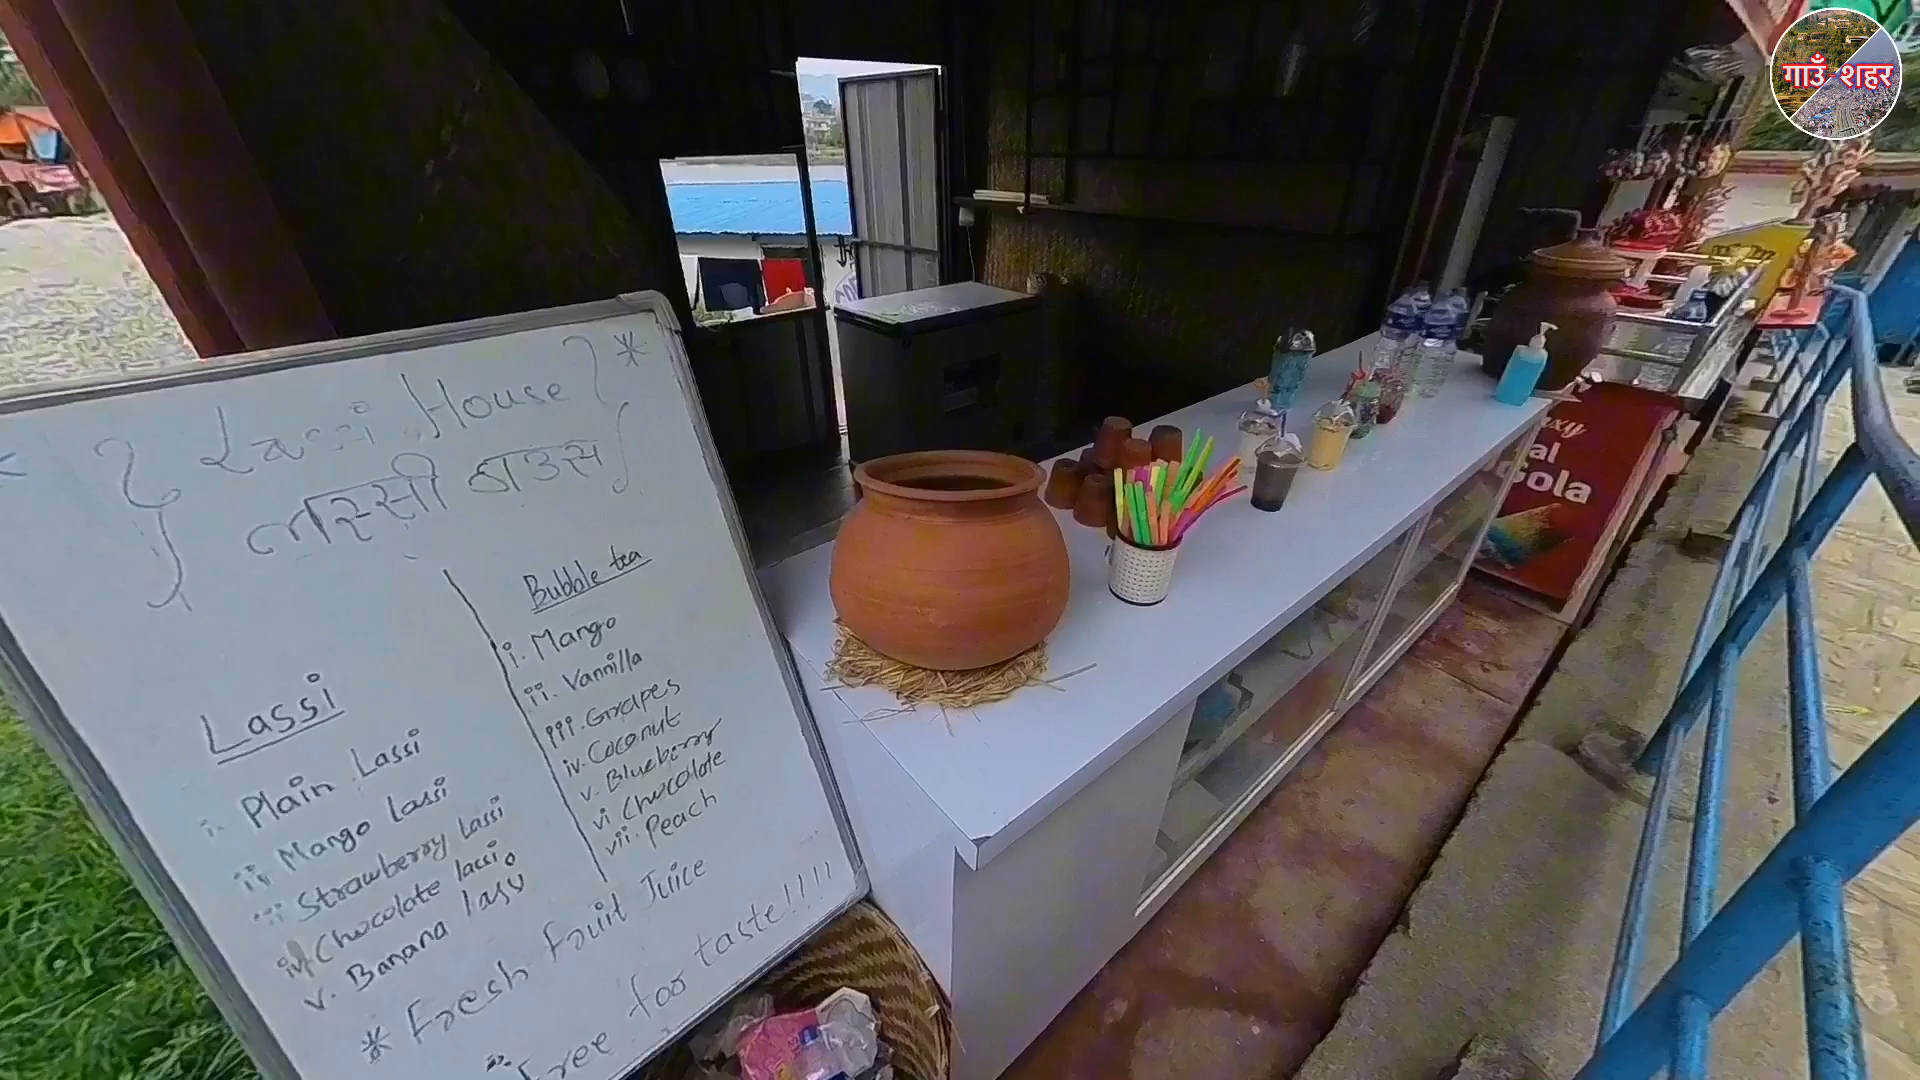 Lassi House
लस्सी हाउस
Lassi
i. Plain Lassi
ii Mango Lassi
iii Strawberry Lassi
iv Chocolate lassi
v. Banana lassi
Bubble tea
i. Mango
ii. Vannilla
iii. Grapes
iv. Coconut
v. Blueberry
vi Chocolate
vii. Peach
* Fresh Fruit Juice
Free for taste!!!!
गाउँ शहर